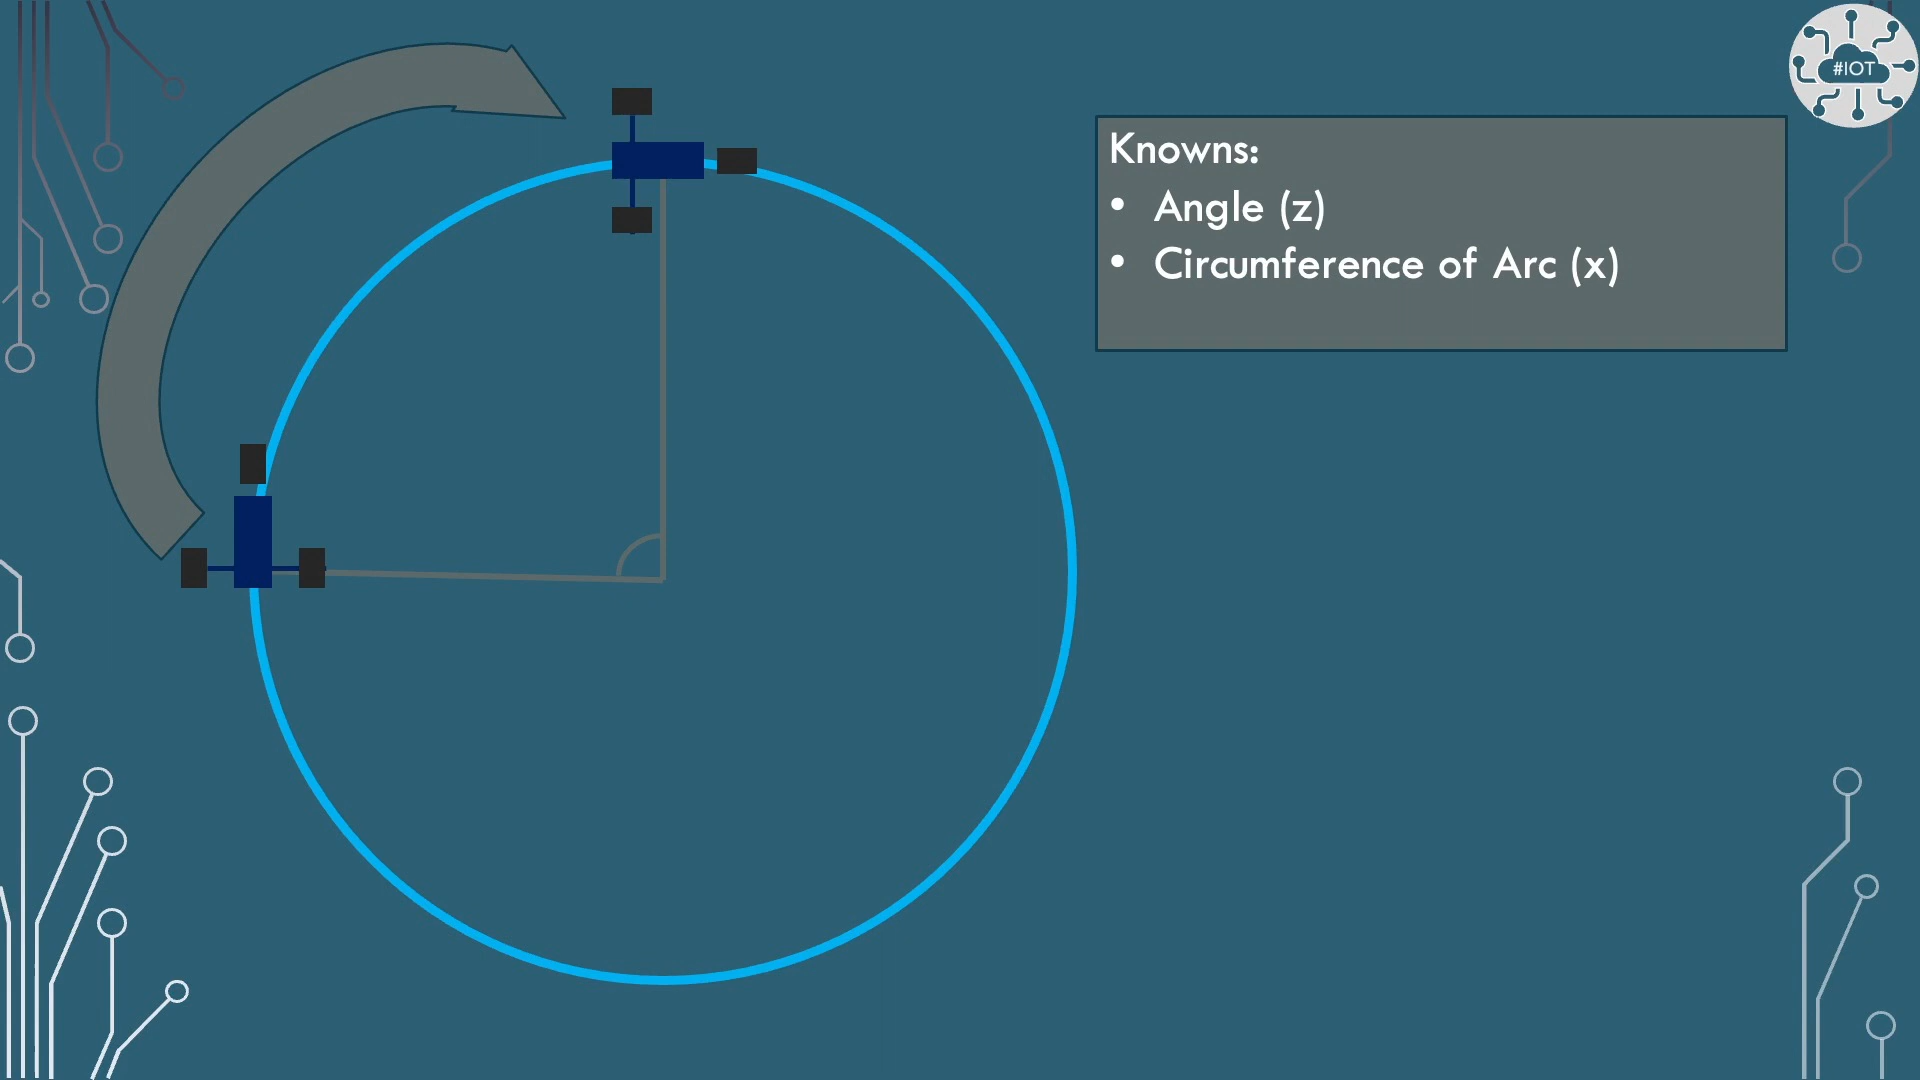 #IOT
Knowns:
• Angle (z)
• Circumference of Arc (x)